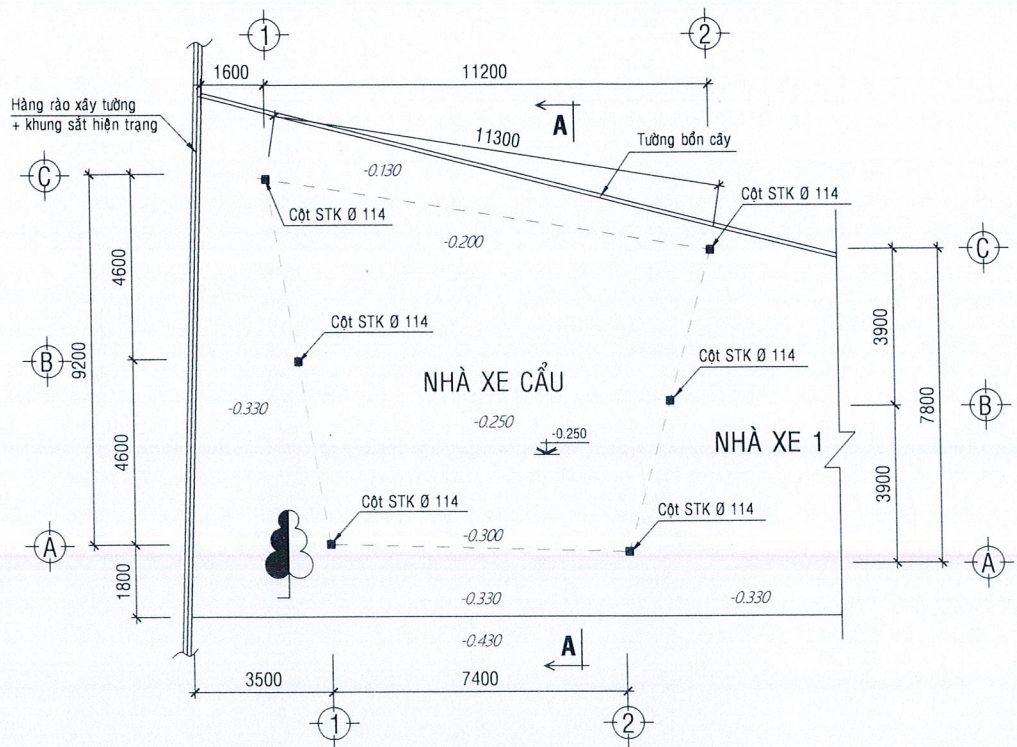 1
2
1600
11200
Hàng rào xây tường
+ khung sắt hiện trạng
A
11300
Tường bồn cây
-0.130
C
Cột STK Ø 114
Cột STK Ø 114
-0.200
C
4600
3900
Cột STK Ø 114
Cột STK Ø 114
B
9200
NHÀ XE CẨU
B
7800
-0.330
-0.250
-0.250
NHÀ XE 1
4600
3900
Cột STK Ø 114
Cột STK Ø 114
A
-0.300
A
1800
-0.330
-0.330
-0.430
A
3500
7400
1
2